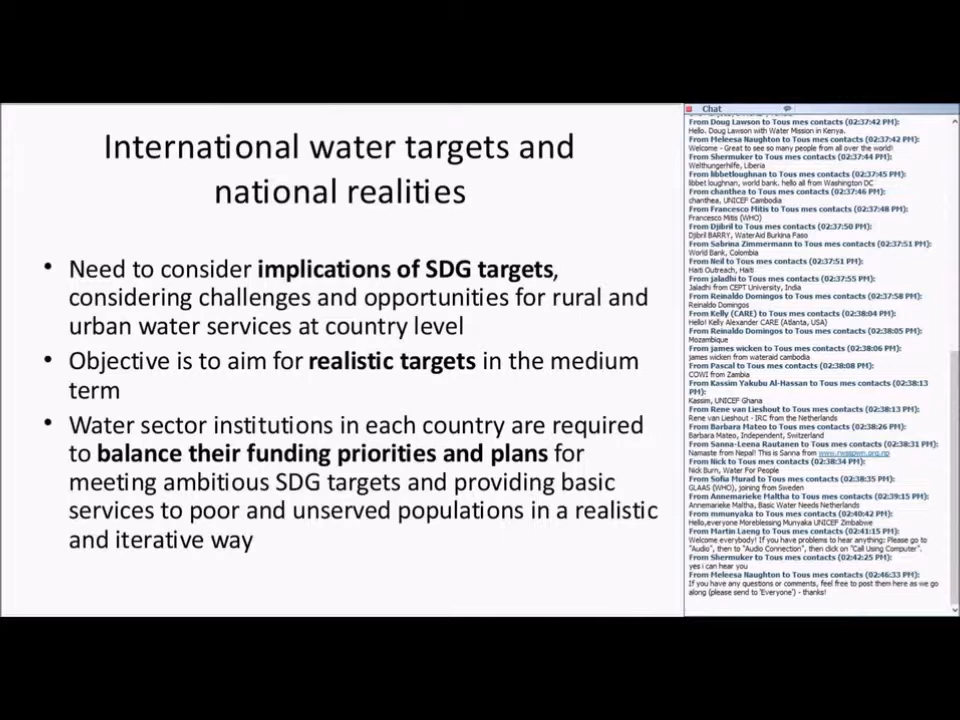 International water targets and
national realities
• Need to consider implications of SDG targets,
considering challenges and opportunities for rural and
urban water services at country level
• Objective is to aim for realistic targets in the medium
term
• Water sector institutions in each country are required
to balance their funding priorities and plans for
meeting ambitious SDG targets and providing basic
services to poor and unserved populations in a realistic
and iterative way
Chat
From Doug Lawson to Tous mes contacts (02:37:42 PM):
Hello. Doug Lawson with Water Mission in Kenya.
From Meleesa Naughton to Tous mes contacts (02:37:42 PM):
Welcome - Great to see so many people from all over the world!
From Shermuker to Tous mes contacts (02:37:44 PM):
Welthungerhilfe, Liberia
From libbetloughnan to Tous mes contacts (02:37:45 PM):
libbet loughnan, world bank. hello all from Washington DC
From chanthea to Tous mes contacts (02:37:46 PM):
chanthea, UNICEF Cambodia
From Francesco Mitis to Tous mes contacts (02:37:48 PM):
Francesco Mitis (WHO)
From Djibril to Tous mes contacts (02:37:50 PM):
Djibril BARRY, WaterAid Burkina Faso
From Sabrina Zimmermann to Tous mes contacts (02:37:51 PM):
World Bank, Colombia
From Neil to Tous mes contacts (02:37:51 PM):
Haiti Outreach, Haiti
From jaladhi to Tous mes contacts (02:37:55 PM):
Jaladhi from CEPT University, India
From Reinaldo Domingos to Tous mes contacts (02:37:58 PM):
Reinaldo Domingos
From Kelly (CARE) to Tous mes contacts (02:38:04 PM):
Hello! Kelly Alexander CARE (Atlanta, USA)
From Reinaldo Domingos to Tous mes contacts (02:38:05 PM):
Mozambique
From james wicken to Tous mes contacts (02:38:06 PM):
james wicken from wateraid cambodia
From Pascal to Tous mes contacts (02:38:08 PM):
COWI from Zambia
From Kassim Yakubu Al-Hassan to Tous mes contacts (02:38:13
PM):
Kassim, UNICEF Ghana
From Rene van Lieshout to Tous mes contacts (02:38:13 PM):
Rene van Lieshout - IRC from the Netherlands
From Barbara Mateo to Tous mes contacts (02:38:26 PM):
Barbara Mateo, Independent, Switzerland
From Sanna-Leena Rautanen to Tous mes contacts (02:38:31 PM):
Namaste from Nepal! This is Sanna from www.rwsspwn.org.np
From Nick to Tous mes contacts (02:38:34 PM):
Nick Burn, Water For People
From Sofia Murad to Tous mes contacts (02:38:35 PM):
GLAAS (WHO), joining from Sweden
From Annemarieke Maltha to Tous mes contacts (02:39:15 PM):
Annemarieke Maltha, Basic Water Needs Netherlands
From mmunyaka to Tous mes contacts (02:40:42 PM):
Hello,everyone Moreblessing Munyaka UNICEF Zimbabwe
From Martin Laeng to Tous mes contacts (02:41:15 PM):
Welcome everybody! If you have problems to hear anything: Please go to
"Audio", then to "Audio Connection", then click on "Call Using Computer".
From Shermuker to Tous mes contacts (02:42:25 PM):
yes i can hear you
From Meleesa Naughton to Tous mes contacts (02:46:33 PM):
If you have any questions or comments, feel free to post them here as we go
along (please send to 'Everyone') - thanks!